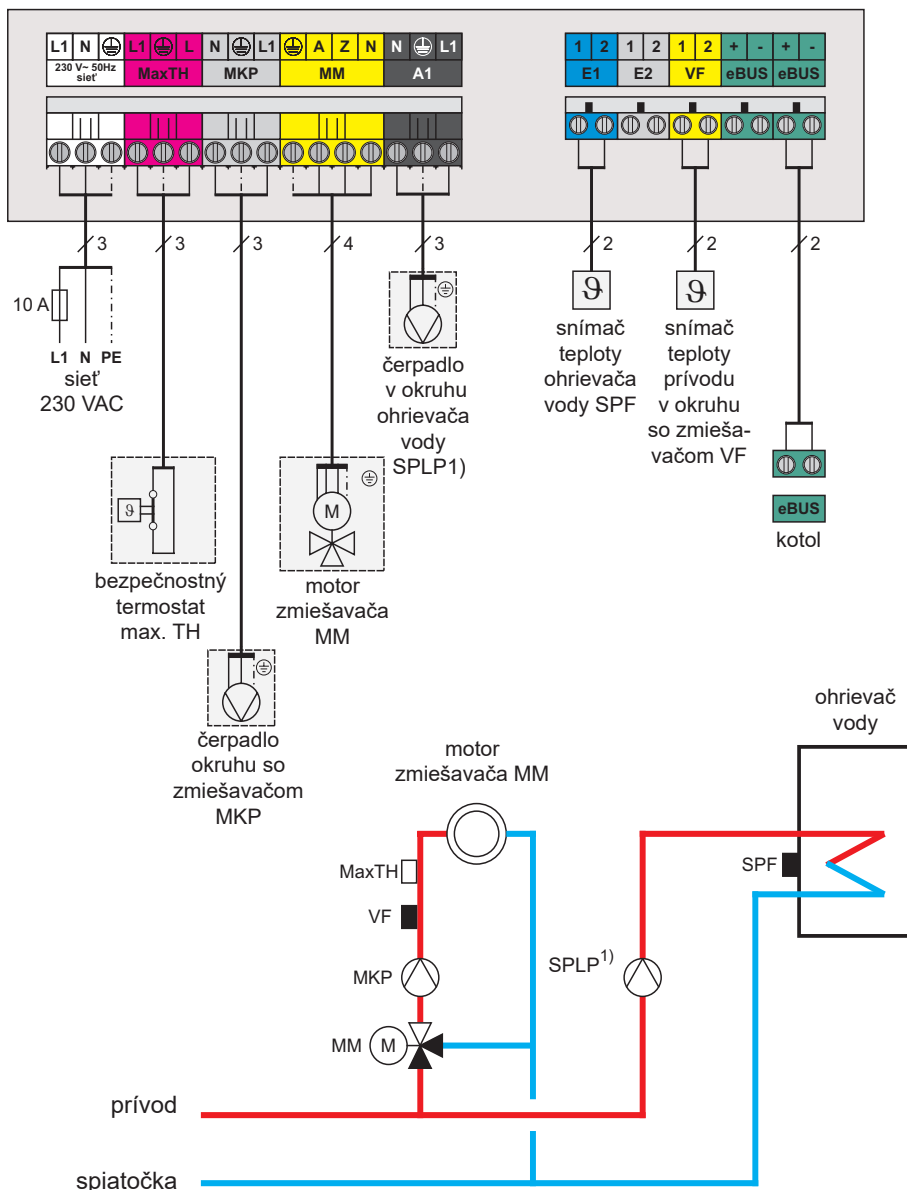 L1 N L1 L N L1 A Z N N L1
230 V~ 50Hz
sieť
MaxTH MKP MM A1
1 2 1 2 1 2 + - + -
E1 E2 VF eBUS eBUS
3 3 3 4 3 2 2 2
10 A
L1 N PE
sieť
230 VAC
bezpečnostný
termostat
max. TH
čerpadlo
okruhu so
zmiešavačom
MKP
M
motor
zmiešavača
MM
čerpadlo
v okruhu
ohrievača
vody
SPLP1)
ϑ
snímač
teploty
ohrievača
vody SPF
ϑ
snímač
teploty
prívodu
v okruhu
so zmieša-
vačom VF
eBUS
kotol
ϑ
ohrievač
vody
motor
zmiešavača MM
MaxTH
VF
MKP
MM M
SPLP1)
SPF
prívod
spiatočka